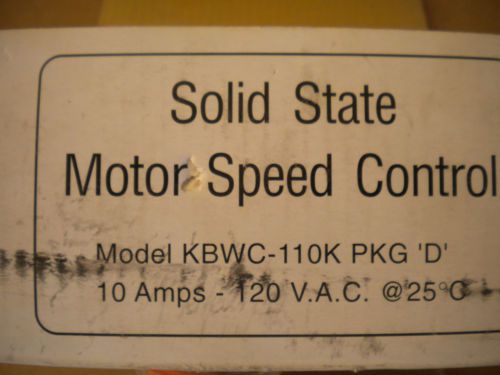 Solid State
Motor Speed Control
Model KBWC-110K PKG 'D'
10 Amps - 120 V.A.C. @25°C